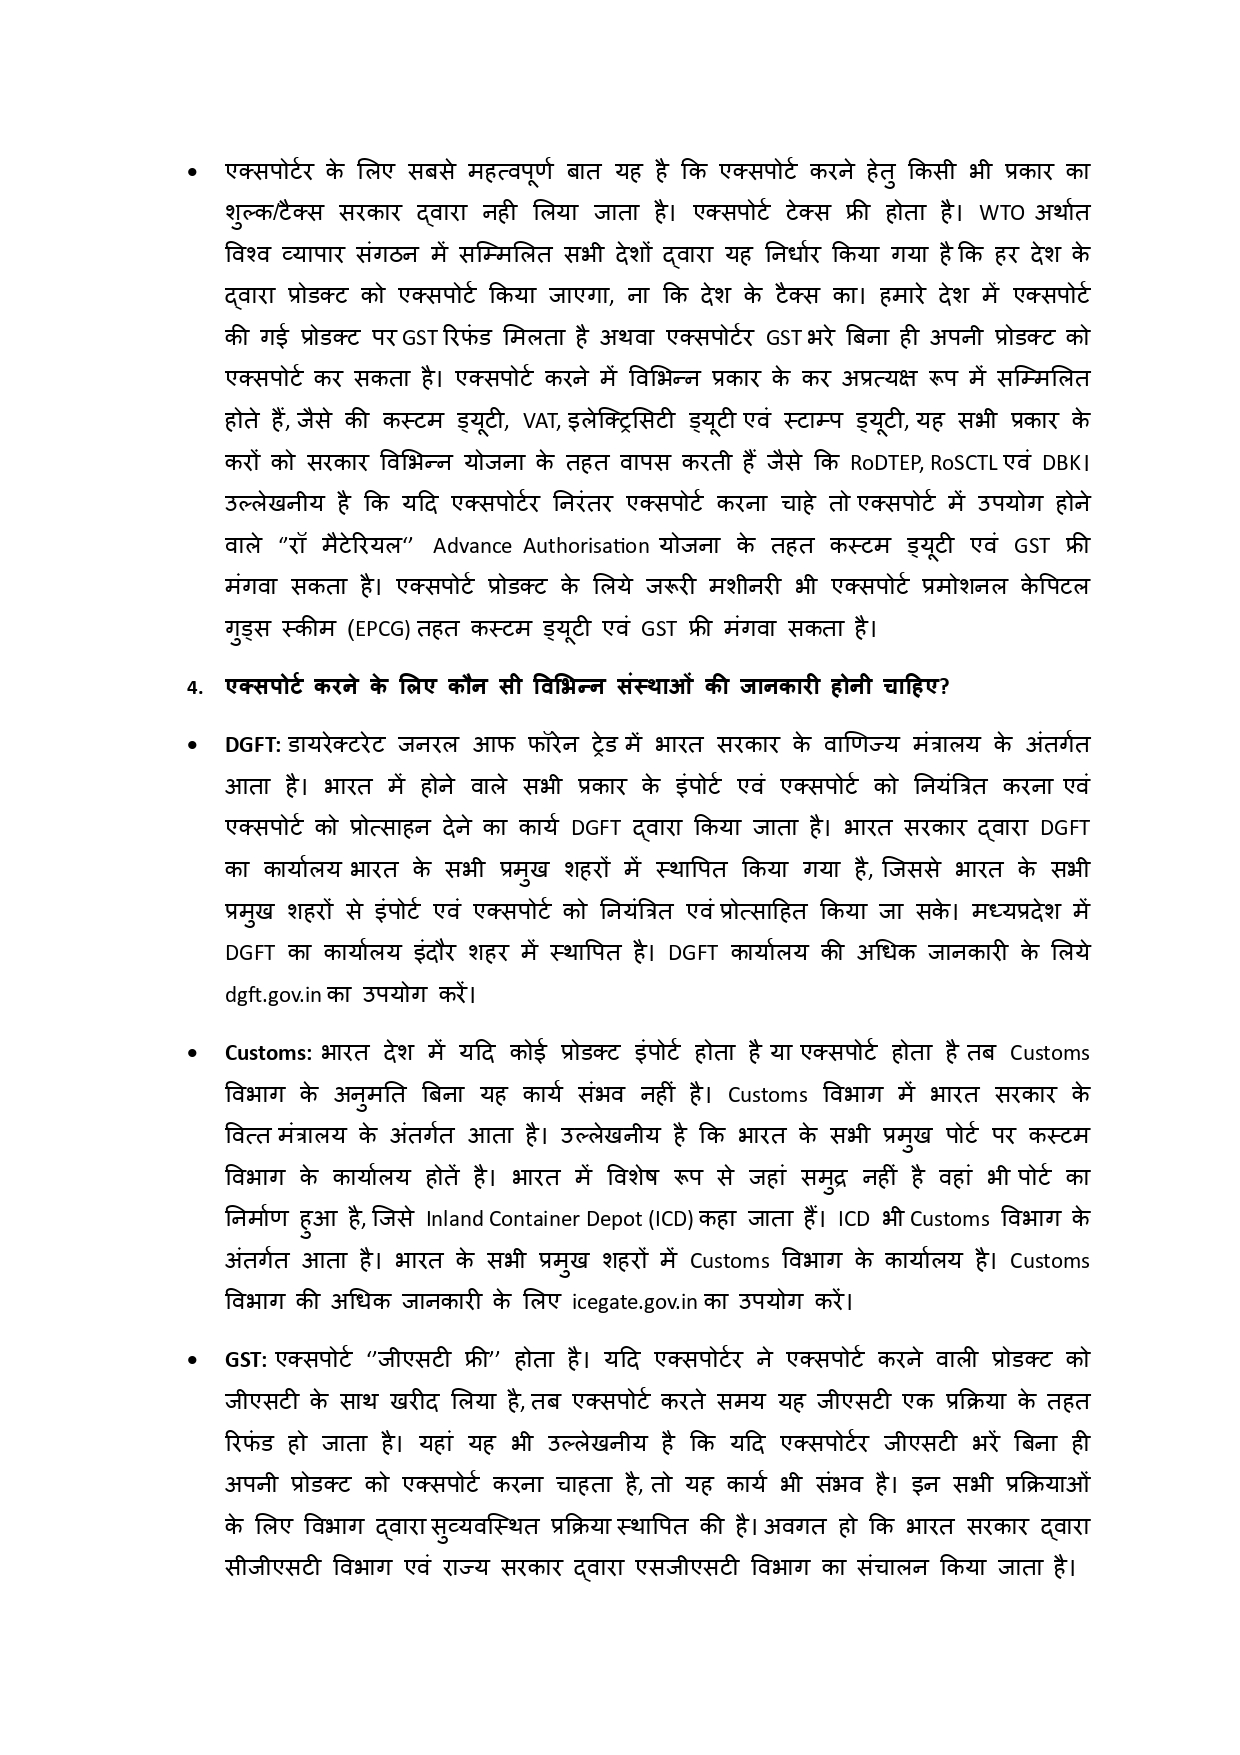 • एक्सपोर्टर के लिए सबसे महत्वपूर्ण बात यह है कि एक्सपोर्ट करने हेतु किसी भी प्रकार का
शुल्क/टैक्स सरकार द्वारा नही लिया जाता है। एक्सपोर्ट टेक्स फ्री होता है। WTO अर्थात
विश्व व्यापार संगठन में सम्मिलित सभी देशों द्वारा यह निर्धार किया गया है कि हर देश के
द्वारा प्रोडक्ट को एक्सपोर्ट किया जाएगा, ना कि देश के टैक्स का। हमारे देश में एक्सपोर्ट
की गई प्रोडक्ट पर GST रिफंड मिलता है अथवा एक्सपोर्टर GST भरे बिना ही अपनी प्रोडक्ट को
एक्सपोर्ट कर सकता है। एक्सपोर्ट करने में विभिन्न प्रकार के कर अप्रत्यक्ष रूप में सम्मिलित
होते हैं, जैसे की कस्टम ड्यूटी, VAT, इलेक्ट्रिसिटी ड्यूटी एवं स्टाम्प ड्यूटी, यह सभी प्रकार के
करों को सरकार विभिन्न योजना के तहत वापस करती हैं जैसे कि RoDTEP, RoSCTL एवं DBK।
उल्लेखनीय है कि यदि एक्सपोर्टर निरंतर एक्सपोर्ट करना चाहे तो एक्सपोर्ट में उपयोग होने
वाले ‘’रॉ मैटेरियल‘’ Advance Authorisation योजना के तहत कस्टम ड्यूटी एवं GST फ्री
मंगवा सकता है। एक्सपोर्ट प्रोडक्ट के लिये जरूरी मशीनरी भी एक्सपोर्ट प्रमोशनल केपिटल
गुड्स स्कीम (EPCG) तहत कस्टम ड्यूटी एवं GST फ्री मंगवा सकता है।
4. एक्सपोर्ट करने के लिए कौन सी विभिन्न संस्थाओं की जानकारी होनी चाहिए?
• DGFT: डायरेक्टरेट जनरल आफ फॉरेन ट्रेड में भारत सरकार के वाणिज्य मंत्रालय के अंतर्गत
आता है। भारत में होने वाले सभी प्रकार के इंपोर्ट एवं एक्सपोर्ट को नियंत्रित करना एवं
एक्सपोर्ट को प्रोत्साहन देने का कार्य DGFT द्वारा किया जाता है। भारत सरकार द्वारा DGFT
का कार्यालय भारत के सभी प्रमुख शहरों में स्थापित किया गया है, जिससे भारत के सभी
प्रमुख शहरों से इंपोर्ट एवं एक्सपोर्ट को नियंत्रित एवं प्रोत्साहित किया जा सके। मध्यप्रदेश में
DGFT का कार्यालय इंदौर शहर में स्थापित है। DGFT कार्यालय की अधिक जानकारी के लिये
dgft.gov.in का उपयोग करें।
• Customs: भारत देश में यदि कोई प्रोडक्ट इंपोर्ट होता है या एक्सपोर्ट होता है तब Customs
विभाग के अनुमति बिना यह कार्य संभव नहीं है। Customs विभाग में भारत सरकार के
वित्त मंत्रालय के अंतर्गत आता है। उल्लेखनीय है कि भारत के सभी प्रमुख पोर्ट पर कस्टम
विभाग के कार्यालय होतें है। भारत में विशेष रूप से जहां समुद्र नहीं है वहां भी पोर्ट का
निर्माण हुआ है, जिसे Inland Container Depot (ICD) कहा जाता हैं। ICD भी Customs विभाग के
अंतर्गत आता है। भारत के सभी प्रमुख शहरों में Customs विभाग के कार्यालय है। Customs
विभाग की अधिक जानकारी के लिए icegate.gov.in का उपयोग करें।
• GST: एक्सपोर्ट ‘’जीएसटी फ्री’’ होता है। यदि एक्सपोर्टर ने एक्सपोर्ट करने वाली प्रोडक्ट को
जीएसटी के साथ खरीद लिया है, तब एक्सपोर्ट करते समय यह जीएसटी एक प्रक्रिया के तहत
रिफंड हो जाता है। यहां यह भी उल्लेखनीय है कि यदि एक्सपोर्टर जीएसटी भरें बिना ही
अपनी प्रोडक्ट को एक्सपोर्ट करना चाहता है, तो यह कार्य भी संभव है। इन सभी प्रक्रियाओं
के लिए विभाग द्वारा सुव्यवस्थित प्रक्रिया स्थापित की है। अवगत हो कि भारत सरकार द्वारा
सीजीएसटी विभाग एवं राज्य सरकार द्वारा एसजीएसटी विभाग का संचालन किया जाता है।